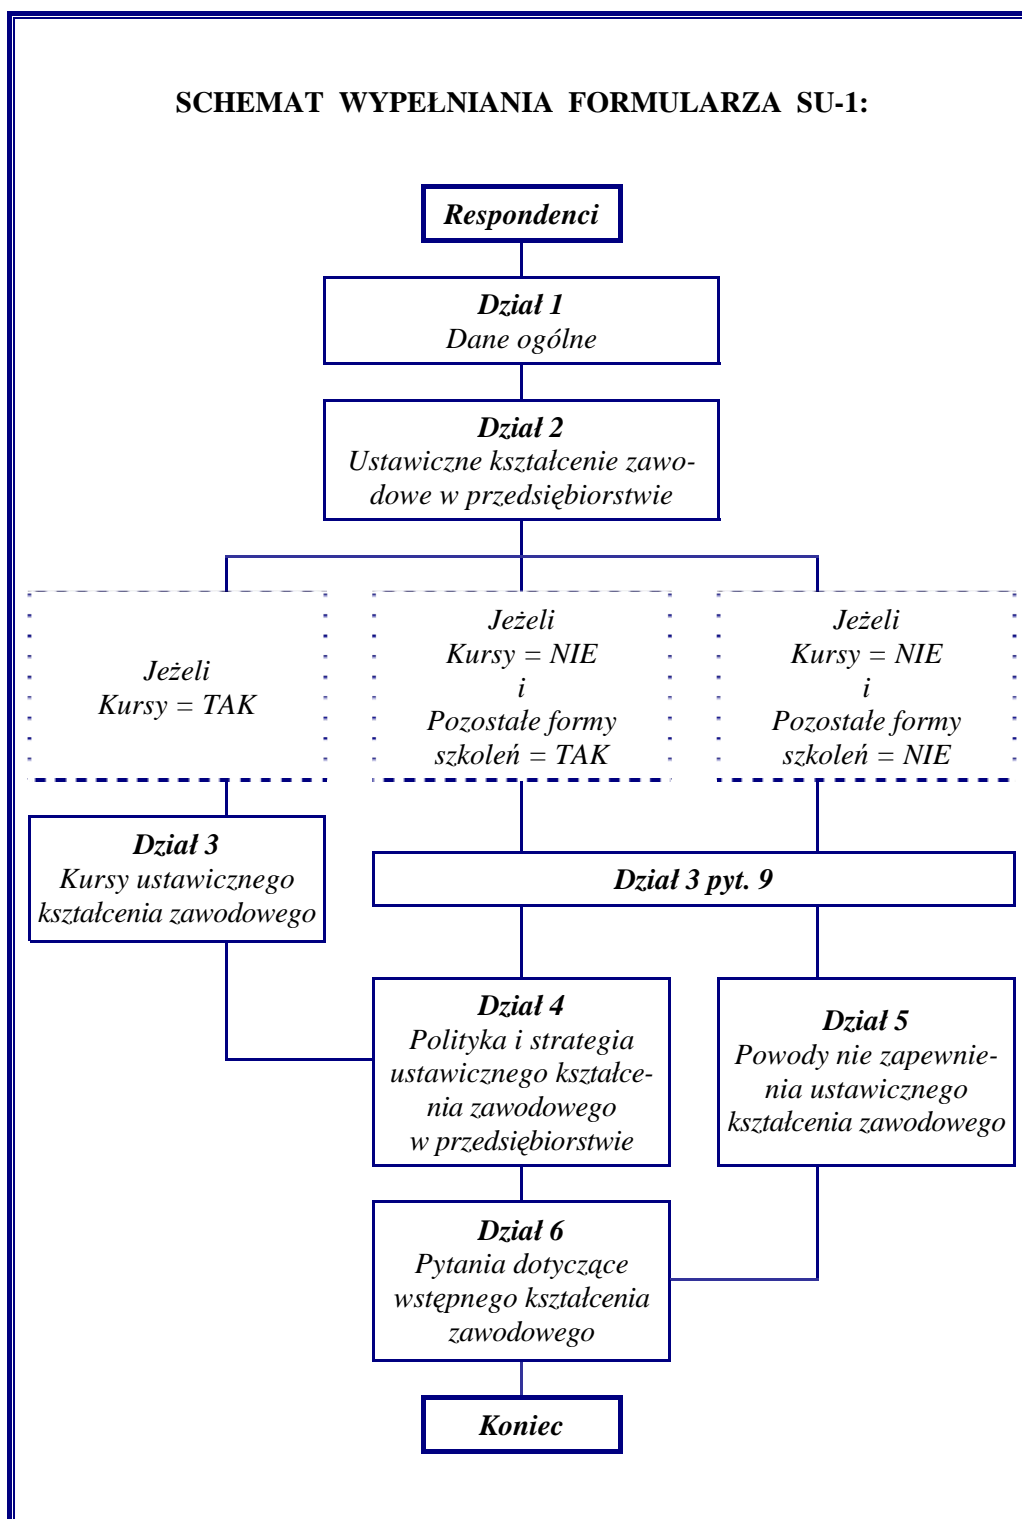 SCHEMAT WYPEŁNIANIA FORMULARZA SU-1:
Respondenci
Dział 1
Dane ogólne
Dział 2
Ustawiczne kształcenie zawo-
dowe w przedsiębiorstwie
Jeżeli
Kursy = TAK
Jeżeli
Kursy = NIE
i
Pozostałe formy
szkoleń = TAK
Jeżeli
Kursy = NIE
i
Pozostałe formy
szkoleń = NIE
Dział 3
Kursy ustawicznego
kształcenia zawodowego
Dział 3 pyt. 9
Dział 4
Polityka i strategia
ustawicznego kształce-
nia zawodowego
w przedsiębiorstwie
Dział 5
Powody nie zapewnie-
nia ustawicznego
kształcenia zawodowego
Dział 6
Pytania dotyczące
wstępnego kształcenia
zawodowego
Koniec